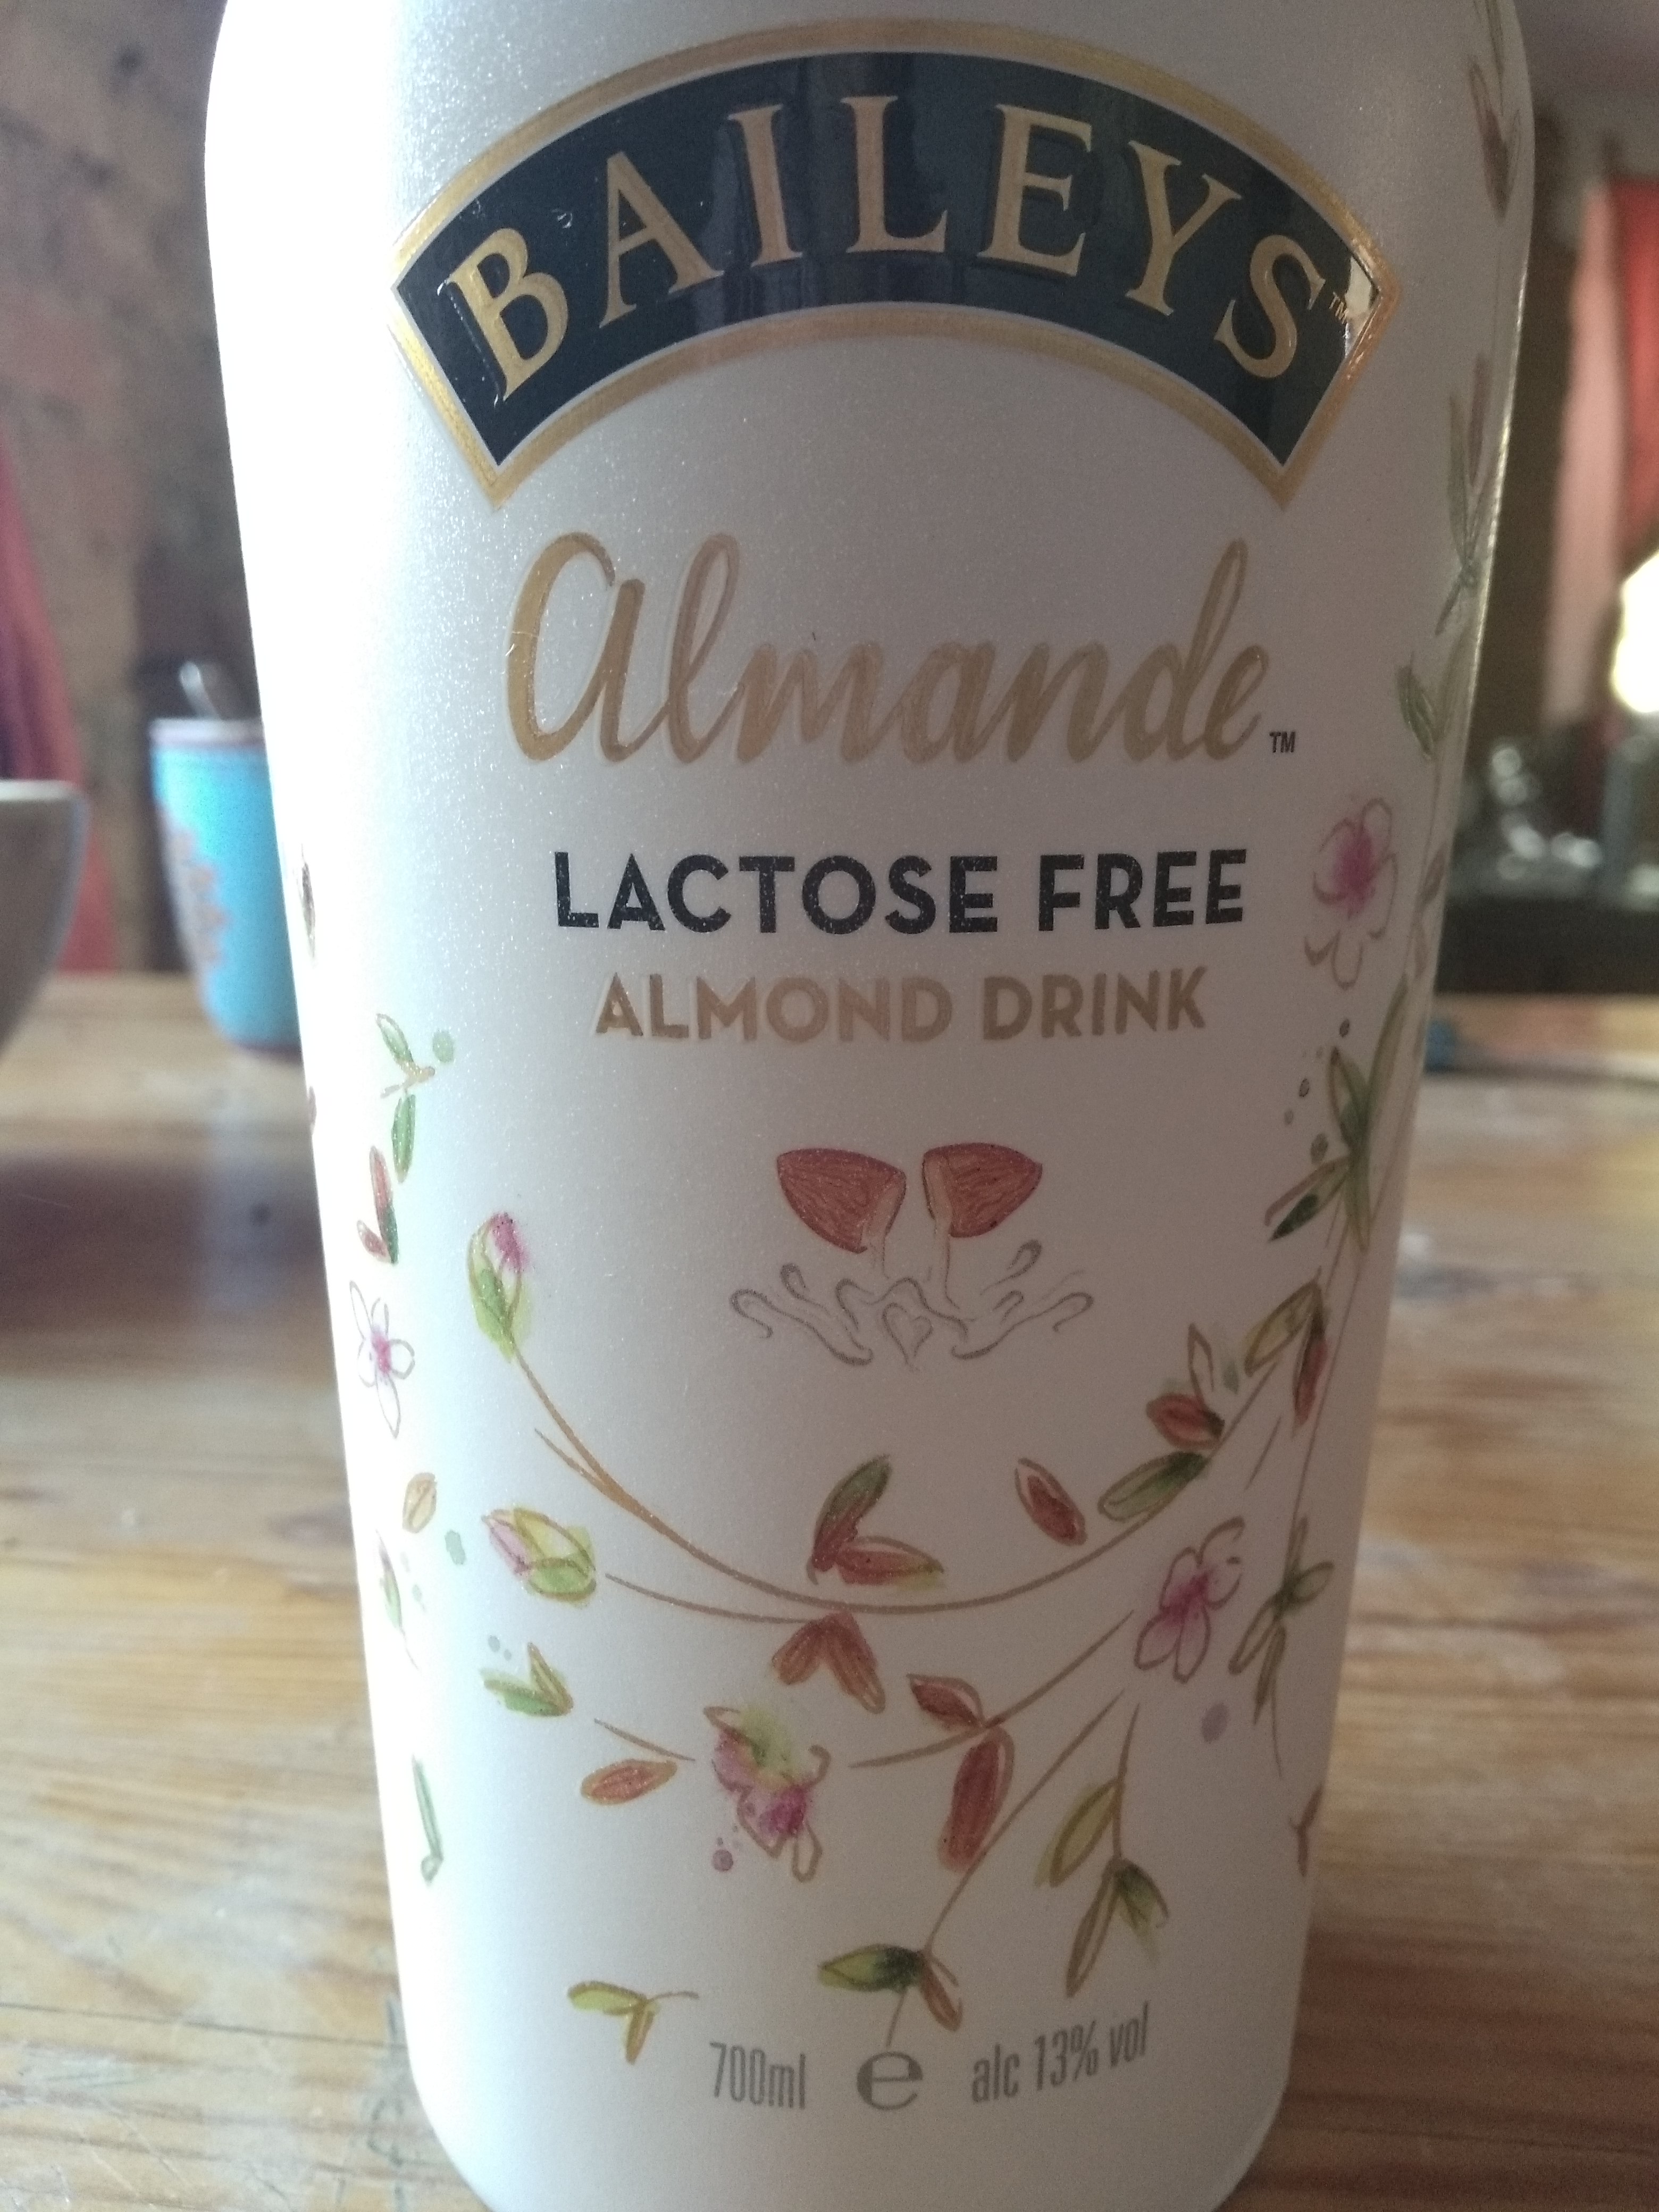 BAILEYS™
Almande™
LACTOSE FREE
ALMOND DRINK
700ml e alc 13% vol